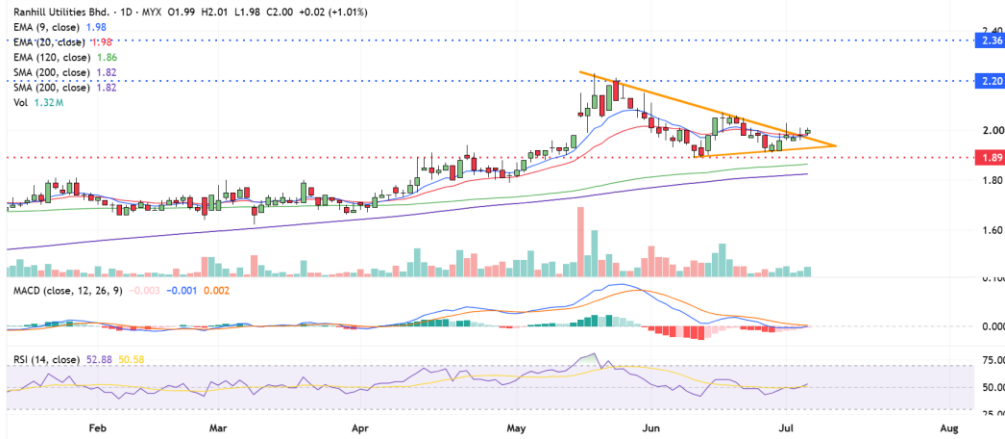 Ranhill Utilities Bhd. · 1D · MYX O1.99 H2.01 L1.98 C2.00 +0.02 (+1.01%)
EMA (9, close) 1.98
EMA (20, close) 1.98
EMA (120, close) 1.86
SMA (200, close) 1.82
SMA (200, close) 1.82
Vol 1.32M
2.40
2.36
2.20
2.00
1.89
1.80
1.60
0.100
MACD (close, 12, 26, 9) −0.003 −0.001 0.002
0.000
RSI (14, close) 52.88 50.58
75.00
50.00
25.00
Feb Mar Apr May Jun Jul Aug